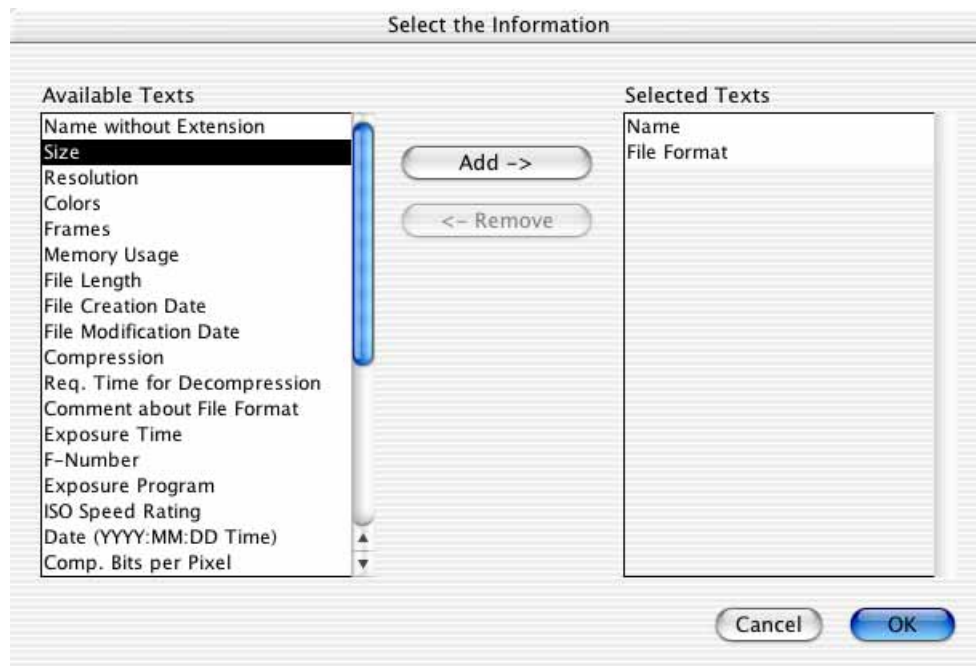 Select the Information
Available Texts
Name without Extension
Size
Resolution
Colors
Frames
Memory Usage
File Length
File Creation Date
File Modification Date
Compression
Req. Time for Decompression
Comment about File Format
Exposure Time
F-Number
Exposure Program
ISO Speed Rating
Date (YYYY:MM:DD Time)
Comp. Bits per Pixel
Add ->
<- Remove
Selected Texts
Name
File Format
Cancel
OK